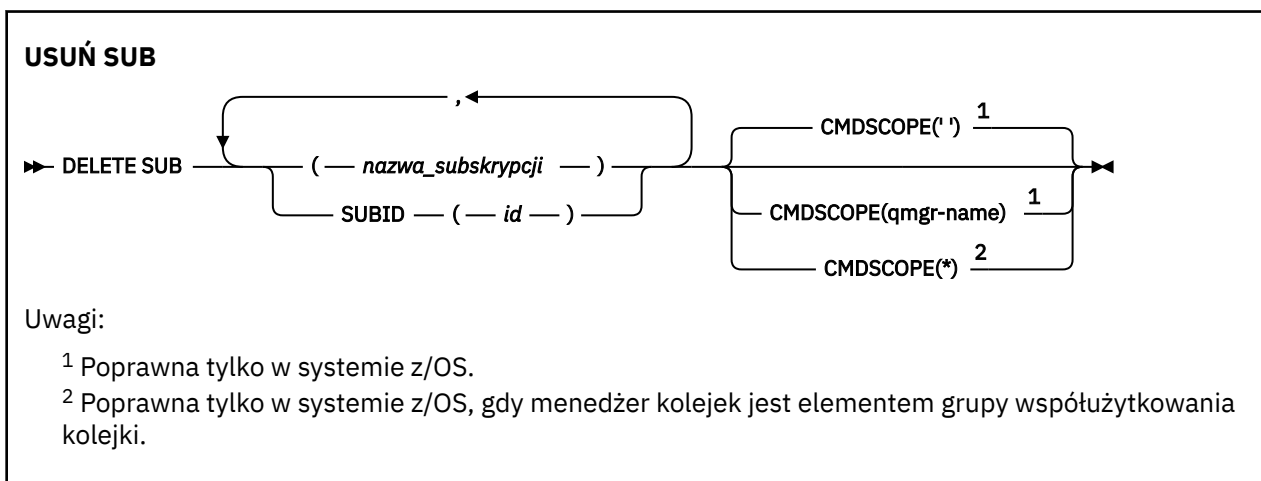 USUŃ SUB
,
CMDSCOPE(' ') 1
DELETE SUB ( nazwa_subskrypcji )
SUBID ( id )
CMDSCOPE(qmgr-name) 1
CMDSCOPE(*) 2
Uwagi:
1 Poprawna tylko w systemie z/OS.
2 Poprawna tylko w systemie z/OS, gdy menedżer kolejek jest elementem grupy współużytkowania
kolejki.